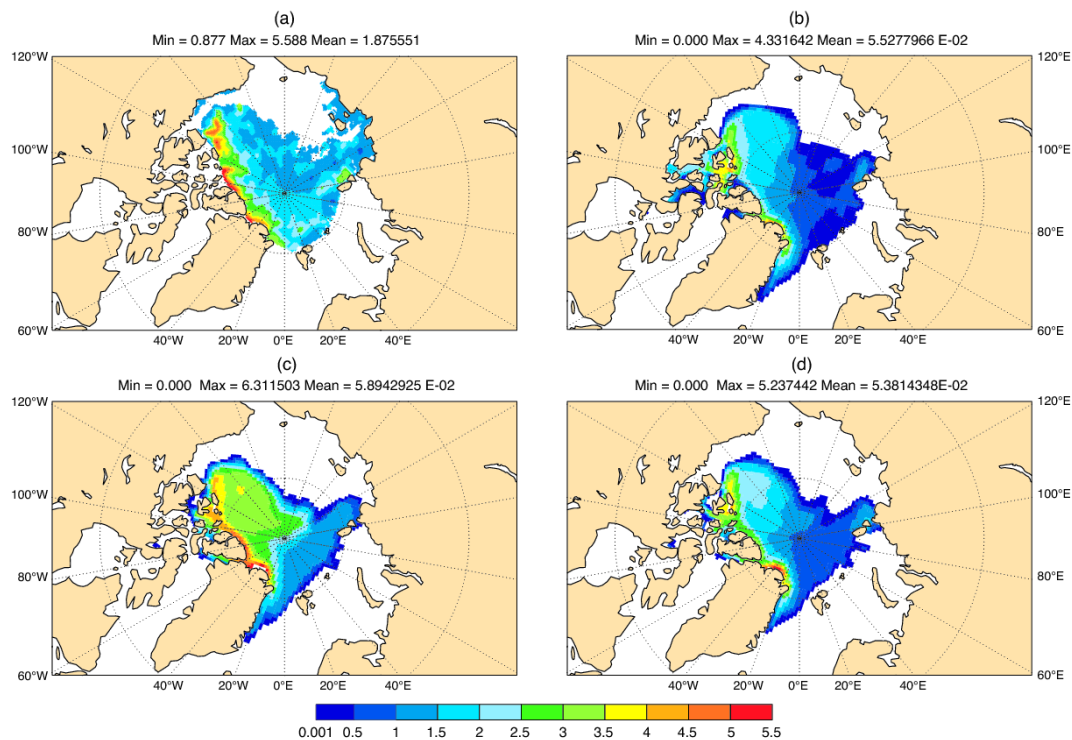 (a)
Min = 0.877 Max = 5.588 Mean = 1.875551
(b)
Min = 0.000 Max = 4.331642 Mean = 5.5277966 E-02
120°W
100°W
80°W
60°W
40°W 20°W 0°E 20°E 40°E
120°E
100°E
80°E
60°E
40°W 20°W 0°E 20°E 40°E
(c)
Min = 0.000 Max = 6.311503 Mean = 5.8942925 E-02
(d)
Min = 0.000 Max = 5.237442 Mean = 5.3814348E-02
120°W
100°W
80°W
60°W
40°W 20°W 0°E 20°E 40°E
120°E
100°E
80°E
60°E
40°W 20°W 0°E 20°E 40°E
0.001 0.5 1 1.5 2 2.5 3 3.5 4 4.5 5 5.5